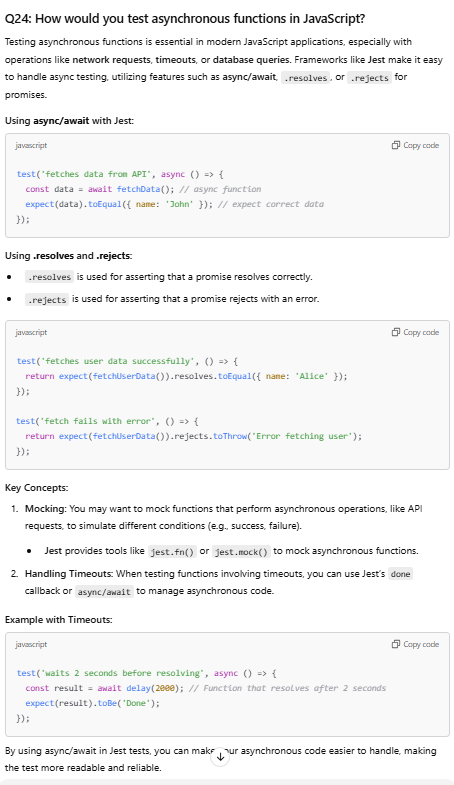 Q24: How would you test asynchronous functions in JavaScript?
Testing asynchronous functions is essential in modern JavaScript applications, especially with
operations like network requests, timeouts, or database queries. Frameworks like Jest make it easy
to handle async testing, utilizing features such as async/await, .resolves, or .rejects for
promises.
Using async/await with Jest:
javascript Copy code
test('fetches data from API', async () => {
  const data = await fetchData(); // async function
  expect(data).toEqual({ name: 'John' }); // expect correct data
});
Using .resolves and .rejects:
• .resolves is used for asserting that a promise resolves correctly.
• .rejects is used for asserting that a promise rejects with an error.
javascript Copy code
test('fetches user data successfully', () => {
  return expect(fetchUserData()).resolves.toEqual({ name: 'Alice' });
});
test('fetch fails with error', () => {
  return expect(fetchUserData()).rejects.toThrow('Error fetching user');
});
Key Concepts:
1. Mocking: You may want to mock functions that perform asynchronous operations, like API
requests, to simulate different conditions (e.g., success, failure).
• Jest provides tools like jest.fn() or jest.mock() to mock asynchronous functions.
2. Handling Timeouts: When testing functions involving timeouts, you can use Jest's done
callback or async/await to manage asynchronous code.
Example with Timeouts:
javascript Copy code
test('waits 2 seconds before resolving', async () => {
  const result = await delay(2000); // Function that resolves after 2 seconds
  expect(result).toBe('Done');
});
By using async/await in Jest tests, you can make your asynchronous code easier to handle, making
the test more readable and reliable.